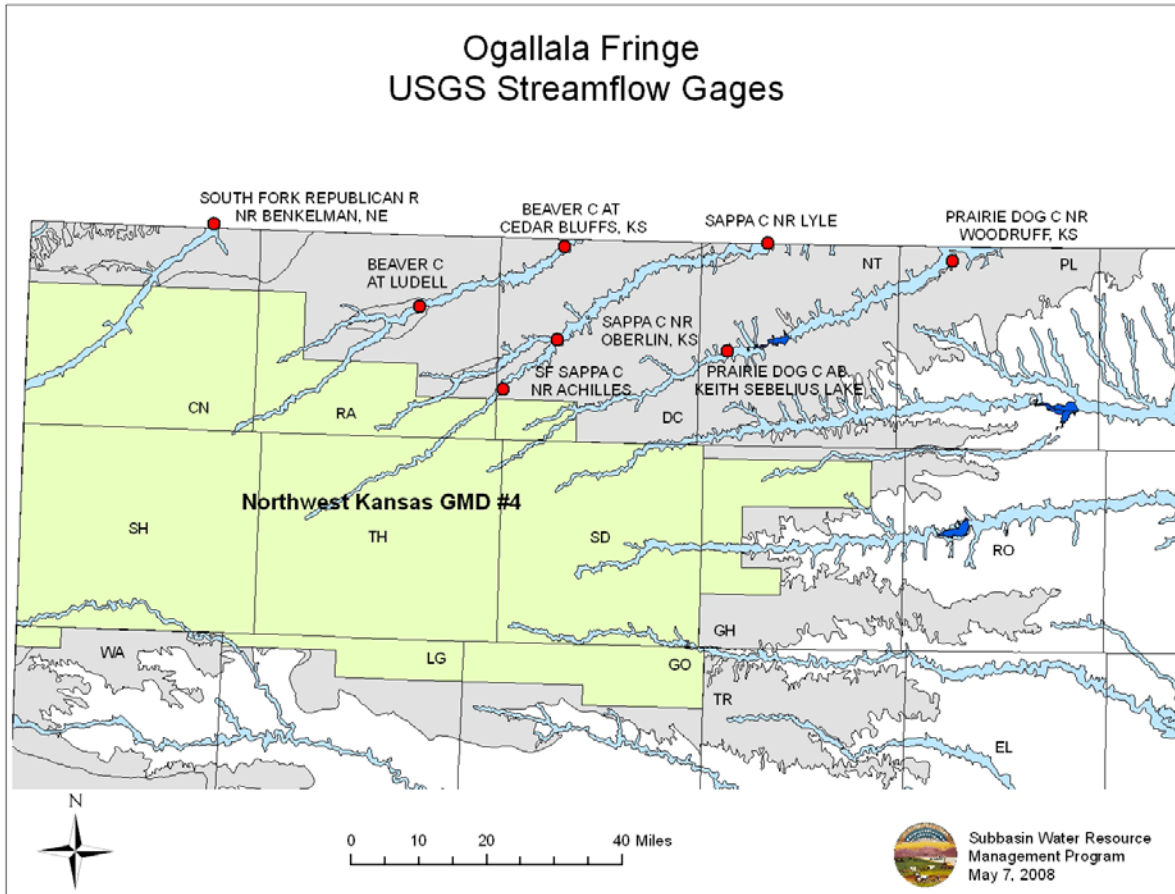 Ogallala Fringe
USGS Streamflow Gages
SOUTH FORK REPUBLICAN R
NR BENKELMAN, NE
BEAVER C AT
CEDAR BLUFFS, KS
SAPPA C NR LYLE
PRAIRIE DOG C NR
WOODRUFF, KS
BEAVER C
AT LUDELL
NT
PL
SAPPA C NR
OBERLIN, KS
SF SAPPA C
NR ACHILLES
PRAIRIE DOG C AB
KEITH SEBELIUS LAKE
CN
RA
DC
Northwest Kansas GMD #4
SH
TH
SD
RO
GH
WA
LG
GO
TR
EL
N
0 10 20 40 Miles
Subbasin Water Resource
Management Program
May 7, 2008